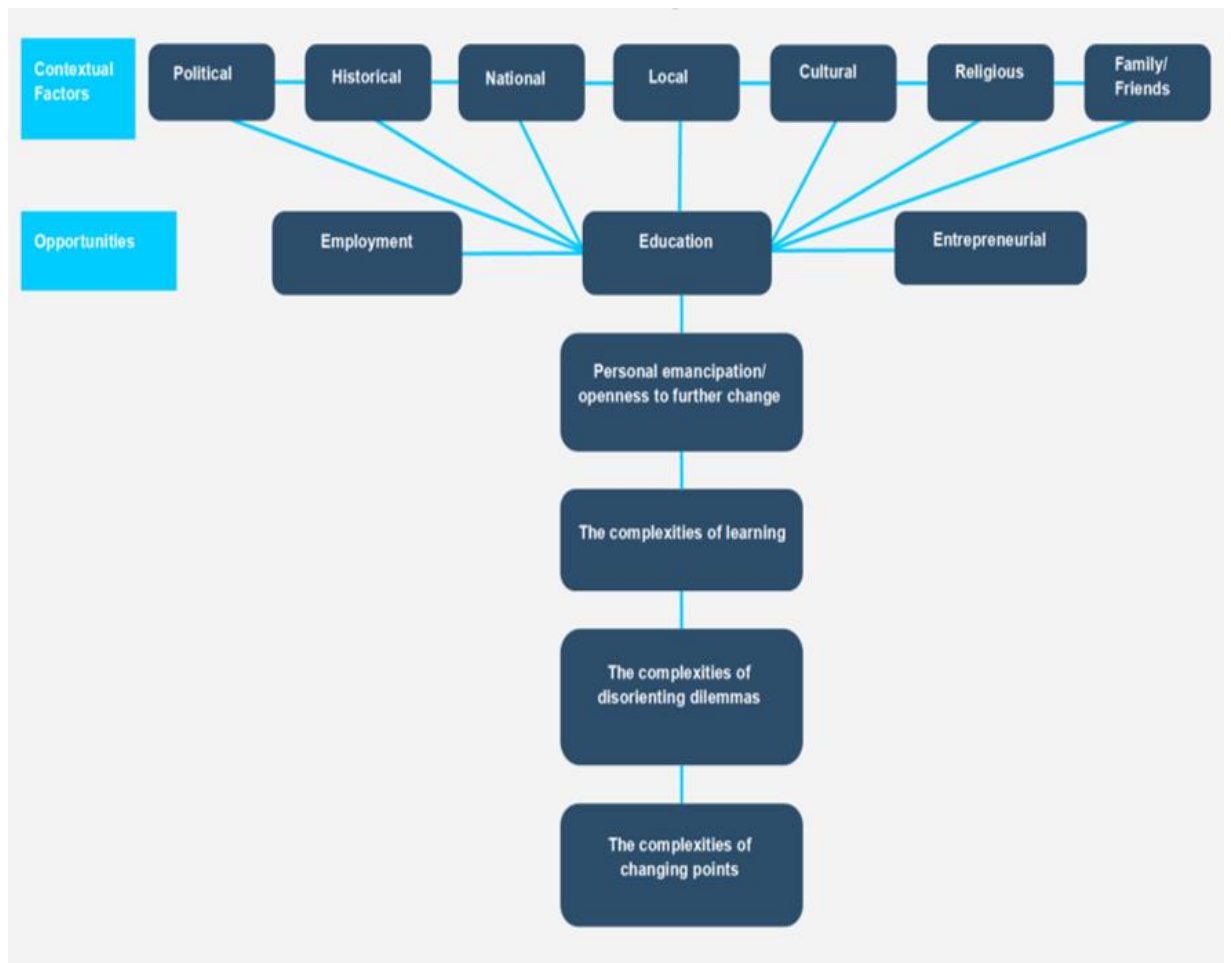 Contextual
Factors
Political
Historical
National
Local
Cultural
Religious
Family/
Friends
Opportunities
Employment
Education
Entrepreneurial
Personal emancipation/
openness to further change
The complexities of learning
The complexities of
disorienting dilemmas
The complexities of
changing points